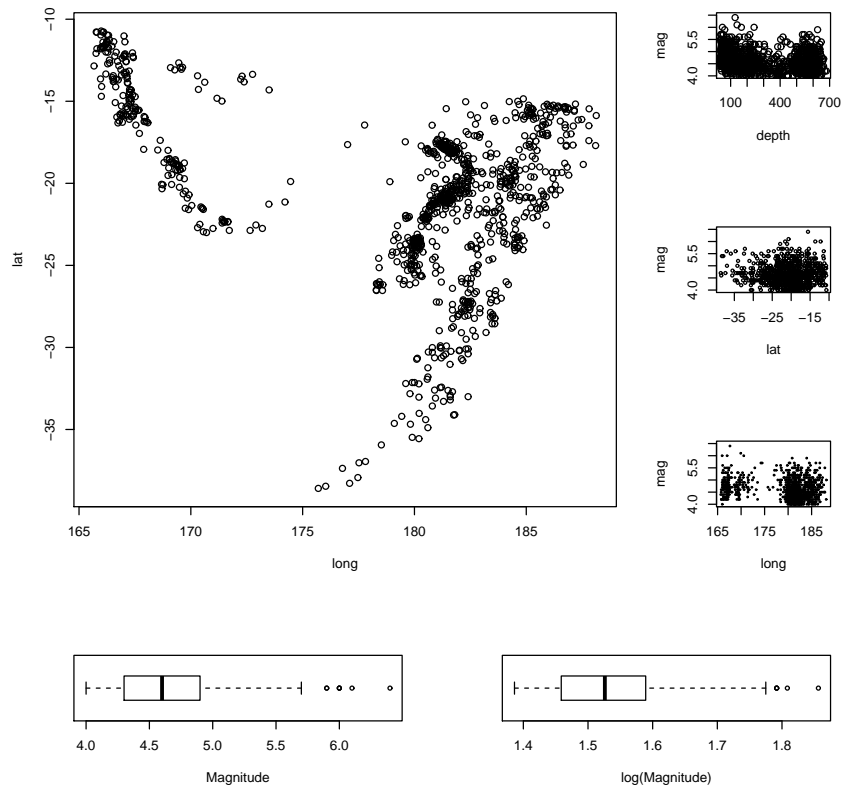 −10
−15
−20
−25
−30
−35
lat
165 170 175 180 185
long
mag
4.0 5.5
100 400 700
depth
mag
4.0 5.5
−35 −25 −15
lat
mag
4.0 5.5
165 175 185
long
4.0 4.5 5.0 5.5 6.0
Magnitude
1.4 1.5 1.6 1.7 1.8
log(Magnitude)